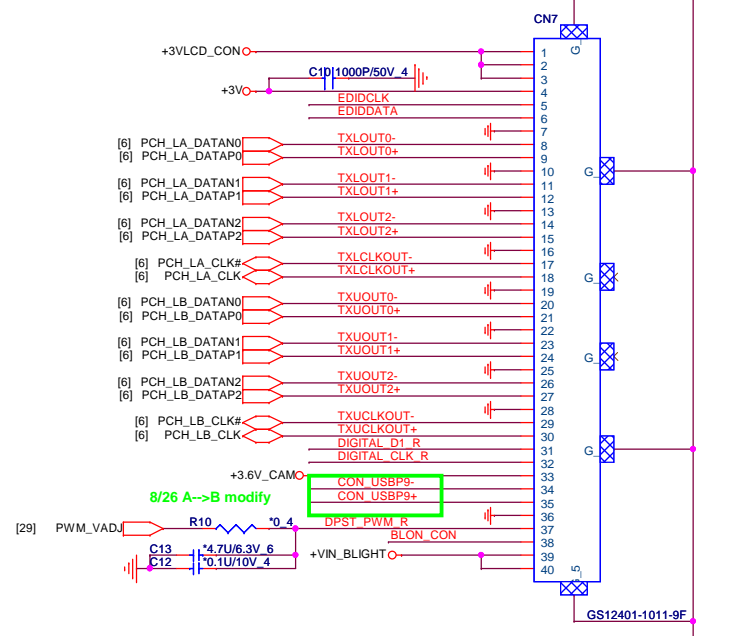 CN7
+3VLCD_CON
1
G_
2
C10 1000P/50V_4
3
+3V
4
EDIDCLK
5
EDIDDATA
6
7
[6] PCH_LA_DATAN0 TXLOUT0- 8
[6] PCH_LA_DATAP0 TXLOUT0+ 9
10 G_
[6] PCH_LA_DATAN1 TXLOUT1- 11
[6] PCH_LA_DATAP1 TXLOUT1+ 12
13
[6] PCH_LA_DATAN2 TXLOUT2- 14
[6] PCH_LA_DATAP2 TXLOUT2+ 15
16
[6] PCH_LA_CLK# TXLCLKOUT- 17
[6] PCH_LA_CLK TXLCLKOUT+ 18 G_
19
[6] PCH_LB_DATAN0 TXUOUT0- 20
[6] PCH_LB_DATAP0 TXUOUT0+ 21
22
[6] PCH_LB_DATAN1 TXUOUT1- 23
[6] PCH_LB_DATAP1 TXUOUT1+ 24 G_
25
[6] PCH_LB_DATAN2 TXUOUT2- 26
[6] PCH_LB_DATAP2 TXUOUT2+ 27
28
[6] PCH_LB_CLK# TXUCLKOUT- 29
[6] PCH_LB_CLK TXUCLKOUT+ 30
DIGITAL_D1_R 31 G_
DIGITAL_CLK_R 32
+3.6V_CAM 33
CON_USBP9- 34
8/26 A-->B modify CON_USBP9+ 35
36
[29] PWM_VADJ R10 *0_4 DPST_PWM_R 37
BLON_CON 38
C13 *4.7U/6.3V_6 +VIN_BLIGHT 39
C12 *0.1U/10V_4 40
G_5
GS12401-1011-9F